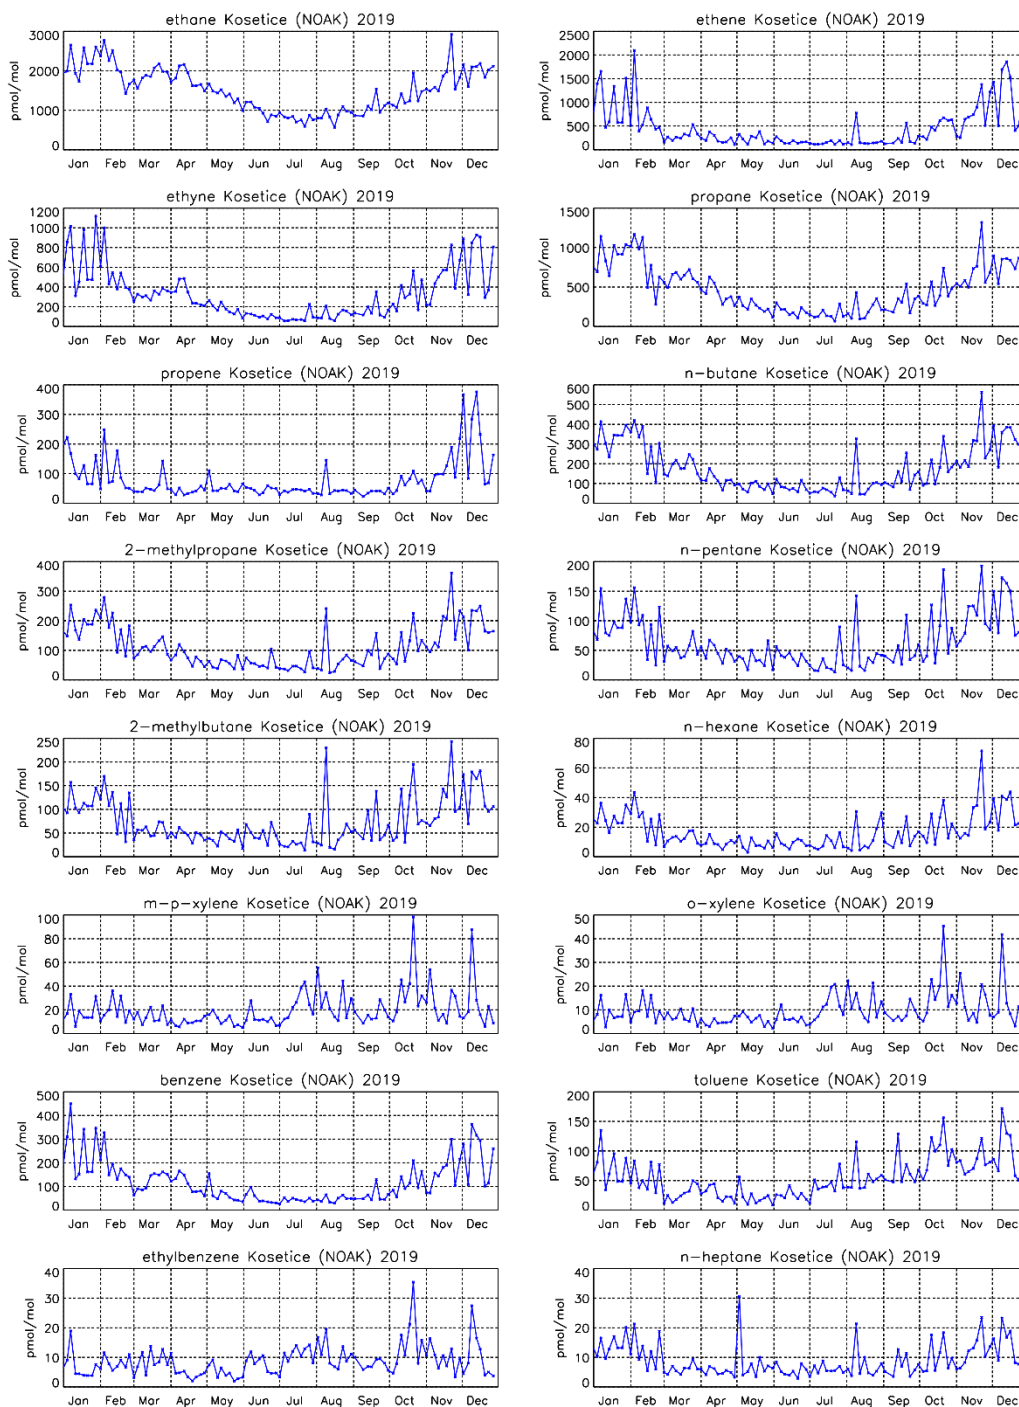 ethane Kosetice (NOAK) 2019
pmol/mol
3000
2000
1000
0
Jan Feb Mar Apr May Jun Jul Aug Sep Oct Nov Dec
ethene Kosetice (NOAK) 2019
pmol/mol
2500
2000
1500
1000
500
0
Jan Feb Mar Apr May Jun Jul Aug Sep Oct Nov Dec
ethyne Kosetice (NOAK) 2019
pmol/mol
1200
1000
800
600
400
200
0
Jan Feb Mar Apr May Jun Jul Aug Sep Oct Nov Dec
propane Kosetice (NOAK) 2019
pmol/mol
1500
1000
500
0
Jan Feb Mar Apr May Jun Jul Aug Sep Oct Nov Dec
propene Kosetice (NOAK) 2019
pmol/mol
400
300
200
100
0
Jan Feb Mar Apr May Jun Jul Aug Sep Oct Nov Dec
n-butane Kosetice (NOAK) 2019
pmol/mol
600
500
400
300
200
100
0
Jan Feb Mar Apr May Jun Jul Aug Sep Oct Nov Dec
2-methylpropane Kosetice (NOAK) 2019
pmol/mol
400
300
200
100
0
Jan Feb Mar Apr May Jun Jul Aug Sep Oct Nov Dec
n-pentane Kosetice (NOAK) 2019
pmol/mol
200
150
100
50
0
Jan Feb Mar Apr May Jun Jul Aug Sep Oct Nov Dec
2-methylbutane Kosetice (NOAK) 2019
pmol/mol
250
200
150
100
50
0
Jan Feb Mar Apr May Jun Jul Aug Sep Oct Nov Dec
n-hexane Kosetice (NOAK) 2019
pmol/mol
80
60
40
20
0
Jan Feb Mar Apr May Jun Jul Aug Sep Oct Nov Dec
m-p-xylene Kosetice (NOAK) 2019
pmol/mol
100
80
60
40
20
0
Jan Feb Mar Apr May Jun Jul Aug Sep Oct Nov Dec
o-xylene Kosetice (NOAK) 2019
pmol/mol
50
40
30
20
10
0
Jan Feb Mar Apr May Jun Jul Aug Sep Oct Nov Dec
benzene Kosetice (NOAK) 2019
pmol/mol
500
400
300
200
100
0
Jan Feb Mar Apr May Jun Jul Aug Sep Oct Nov Dec
toluene Kosetice (NOAK) 2019
pmol/mol
200
150
100
50
0
Jan Feb Mar Apr May Jun Jul Aug Sep Oct Nov Dec
ethylbenzene Kosetice (NOAK) 2019
pmol/mol
40
30
20
10
0
Jan Feb Mar Apr May Jun Jul Aug Sep Oct Nov Dec
n-heptane Kosetice (NOAK) 2019
pmol/mol
40
30
20
10
0
Jan Feb Mar Apr May Jun Jul Aug Sep Oct Nov Dec